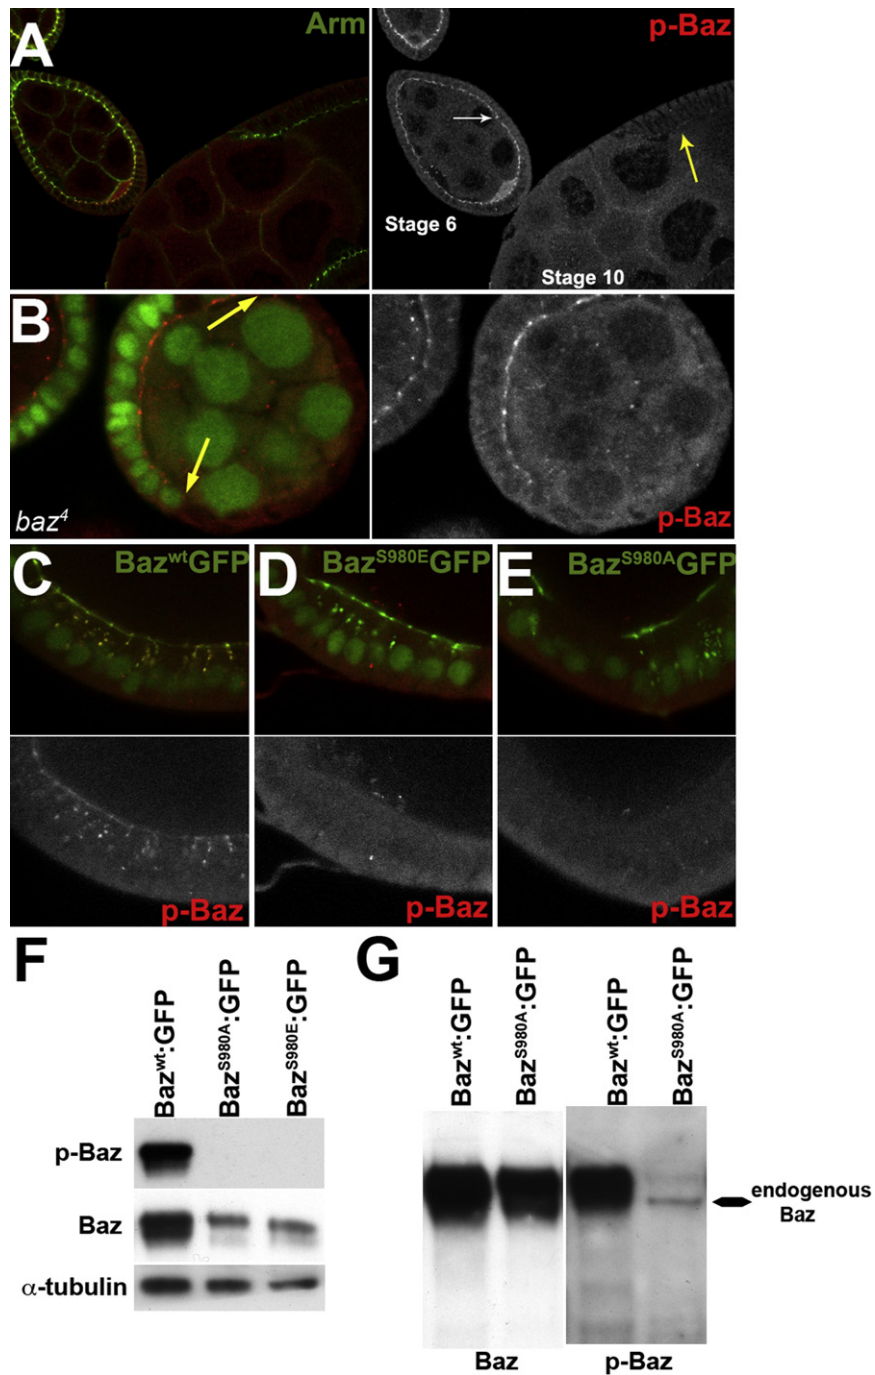 A
Arm
p-Baz
Stage 6
Stage 10
B
baz⁴
p-Baz
C
BazʷᵗGFP
D
Bazˢ⁹⁸⁰ᴱGFP
E
Bazˢ⁹⁸⁰ᴬGFP
p-Baz
p-Baz
p-Baz
F
Bazʷᵗ:GFP
Bazˢ⁹⁸⁰ᴬ:GFP
Bazˢ⁹⁸⁰ᴱ:GFP
p-Baz
Baz
α-tubulin
G
Bazʷᵗ:GFP
Bazˢ⁹⁸⁰ᴬ:GFP
Bazʷᵗ:GFP
Bazˢ⁹⁸⁰ᴬ:GFP
endogenous
Baz
Baz
p-Baz